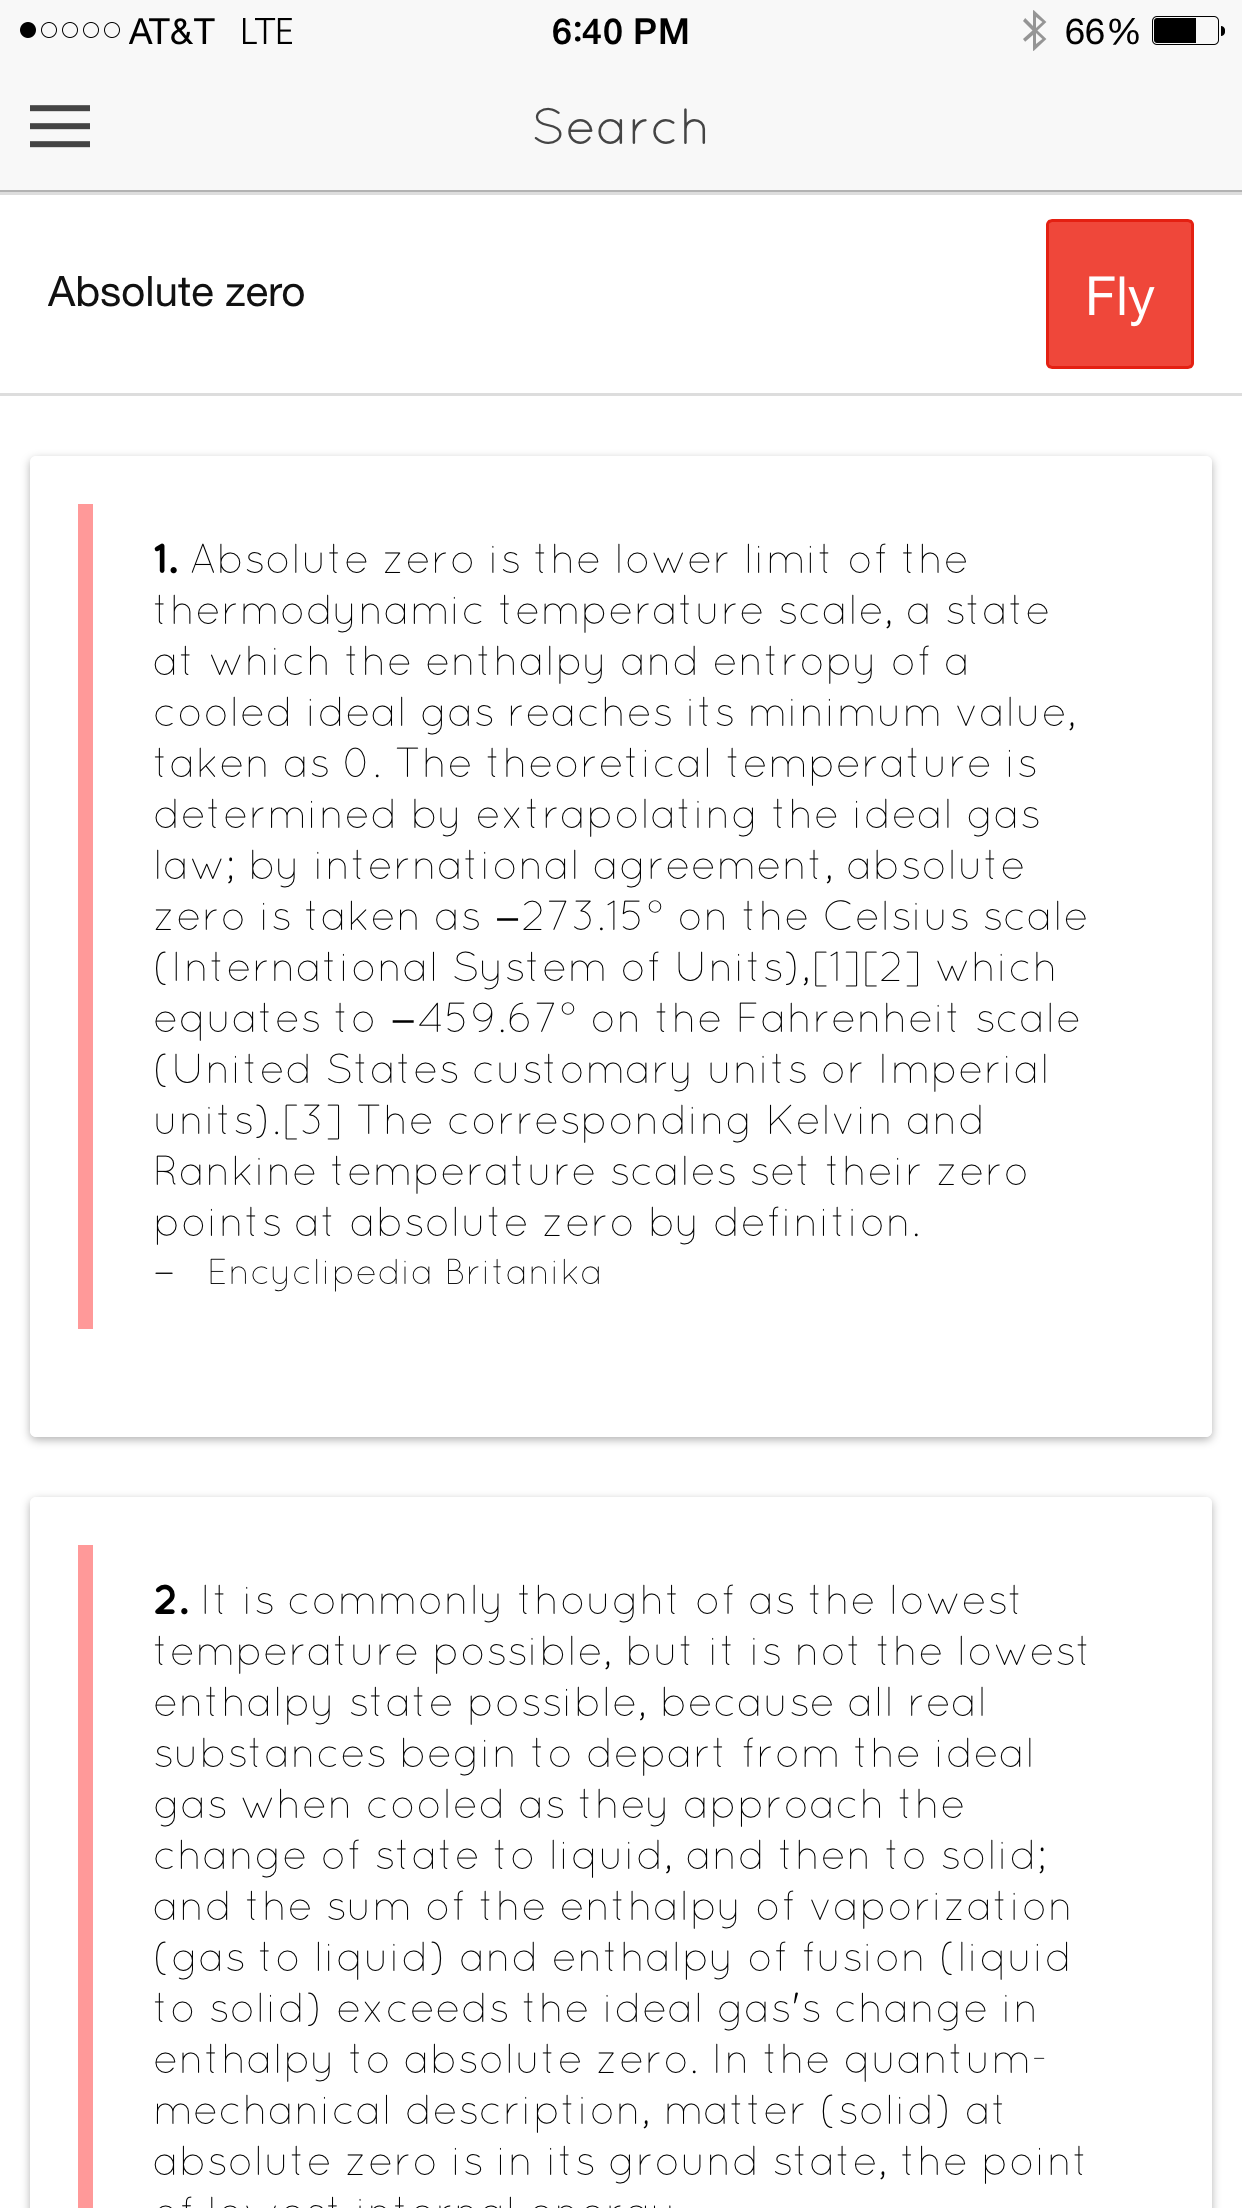 AT&T LTE 6:40 PM 66%
Search
Absolute zero
Fly
1. Absolute zero is the lower limit of the
thermodynamic temperature scale, a state
at which the enthalpy and entropy of a
cooled ideal gas reaches its minimum value,
taken as 0. The theoretical temperature is
determined by extrapolating the ideal gas
law; by international agreement, absolute
zero is taken as −273.15° on the Celsius scale
(International System of Units),[1][2] which
equates to −459.67° on the Fahrenheit scale
(United States customary units or Imperial
units).[3] The corresponding Kelvin and
Rankine temperature scales set their zero
points at absolute zero by definition.
– Encyclipedia Britanika
2. It is commonly thought of as the lowest
temperature possible, but it is not the lowest
enthalpy state possible, because all real
substances begin to depart from the ideal
gas when cooled as they approach the
change of state to liquid, and then to solid;
and the sum of the enthalpy of vaporization
(gas to liquid) and enthalpy of fusion (liquid
to solid) exceeds the ideal gas's change in
enthalpy to absolute zero. In the quantum-
mechanical description, matter (solid) at
absolute zero is in its ground state, the point
of lowest internal energy.